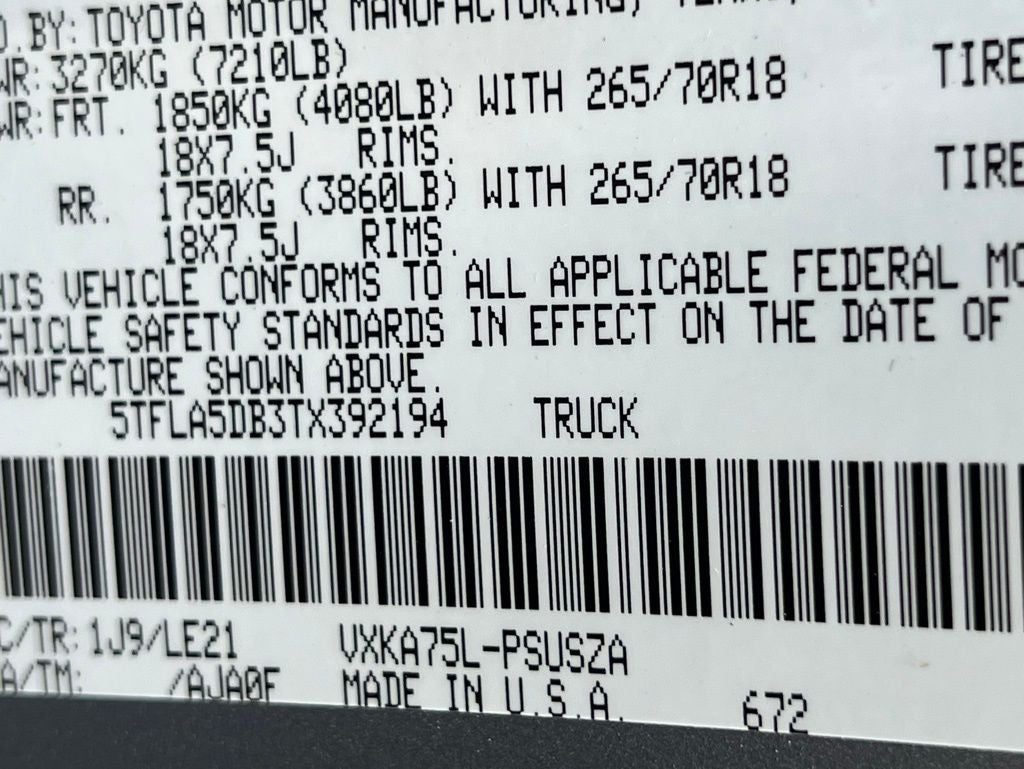 BY: TOYOTA MOTOR MANUFACTURING,
WR: 3270KG (7210LB)
WR: FRT. 1850KG (4080LB) WITH 265/70R18 TIRE
18X7.5J RIMS.
RR. 1750KG (3860LB) WITH 265/70R18 TIRE
18X7.5J RIMS.
HIS VEHICLE CONFORMS TO ALL APPLICABLE FEDERAL MO
EHICLE SAFETY STANDARDS IN EFFECT ON THE DATE OF
ANUFACTURE SHOWN ABOVE.
5TFLA5DB3TX392194 TRUCK
C/TR: 1J9/LE21 VXKA75L-PSUSZA
A/TM: /AJA0F MADE IN U.S.A. 672